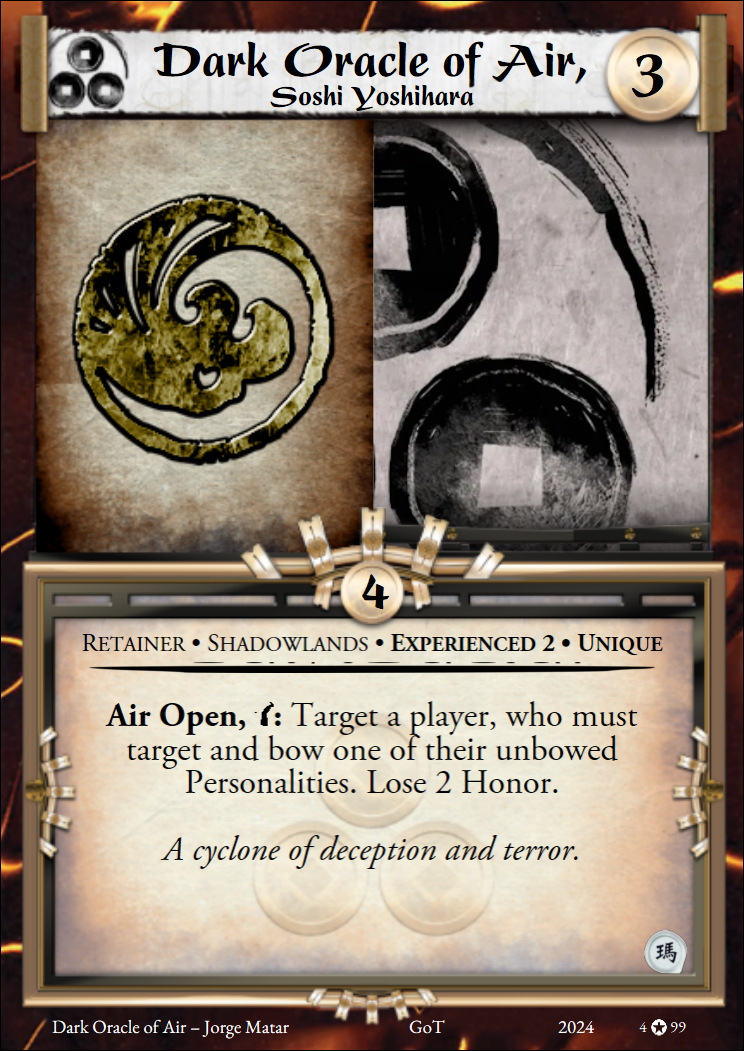 Dark Oracle of Air,
Soshi Yoshihara
3
4
Retainer • Shadowlands • Experienced 2 • Unique
Air Open, : Target a player, who must
target and bow one of their unbowed
Personalities. Lose 2 Honor.
A cyclone of deception and terror.
瑪
Dark Oracle of Air – Jorge Matar GoT 2024 4 ✪ 99